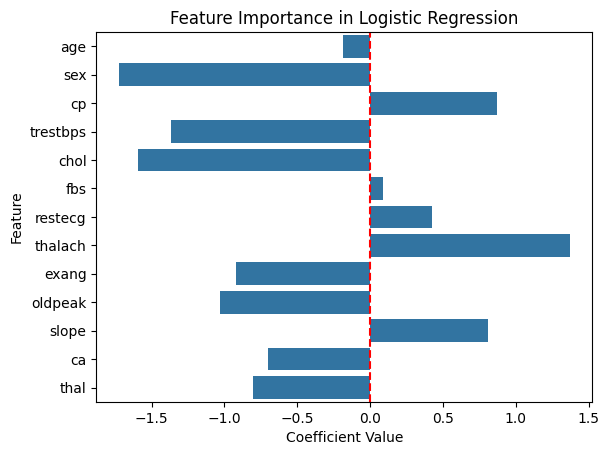 Feature Importance in Logistic Regression
age
sex
cp
trestbps
chol
fbs
restecg
thalach
exang
oldpeak
slope
ca
thal
Feature
−1.5 −1.0 −0.5 0.0 0.5 1.0 1.5
Coefficient Value